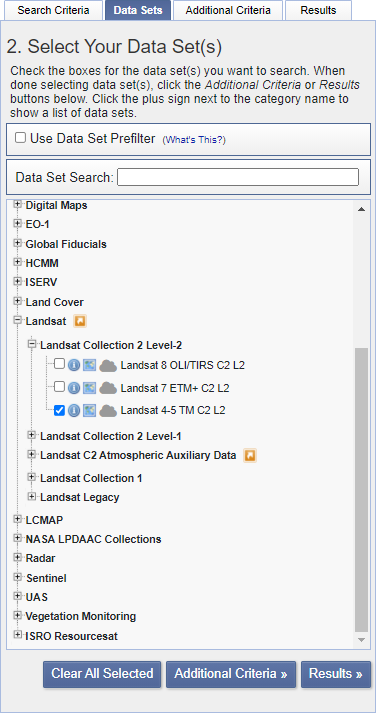 Search Criteria Data Sets Additional Criteria Results
2. Select Your Data Set(s)
Check the boxes for the data set(s) you want to search. When
done selecting data set(s), click the Additional Criteria or Results
buttons below. Click the plus sign next to the category name to
show a list of data sets.
Use Data Set Prefilter (What's This?)
Data Set Search:
Digital Maps
EO-1
Global Fiducials
HCMM
ISERV
Land Cover
Landsat
Landsat Collection 2 Level-2
Landsat 8 OLI/TIRS C2 L2
Landsat 7 ETM+ C2 L2
Landsat 4-5 TM C2 L2
Landsat Collection 2 Level-1
Landsat C2 Atmospheric Auxiliary Data
Landsat Collection 1
Landsat Legacy
LCMAP
NASA LPDAAC Collections
Radar
Sentinel
UAS
Vegetation Monitoring
ISRO Resourcesat
Clear All Selected Additional Criteria » Results »